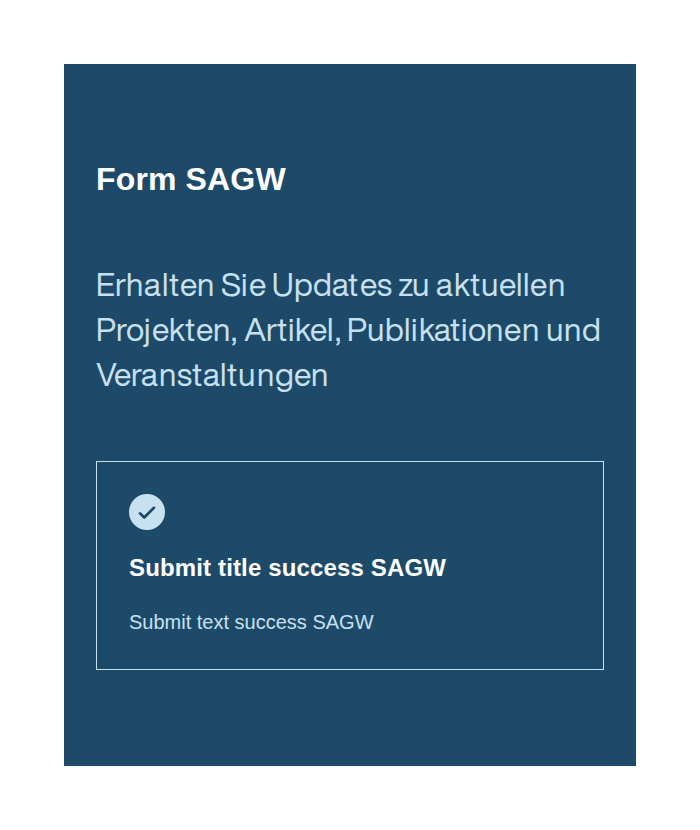 Form SAGW
Erhalten Sie Updates zu aktuellen
Projekten, Artikel, Publikationen und
Veranstaltungen
Submit title success SAGW
Submit text success SAGW